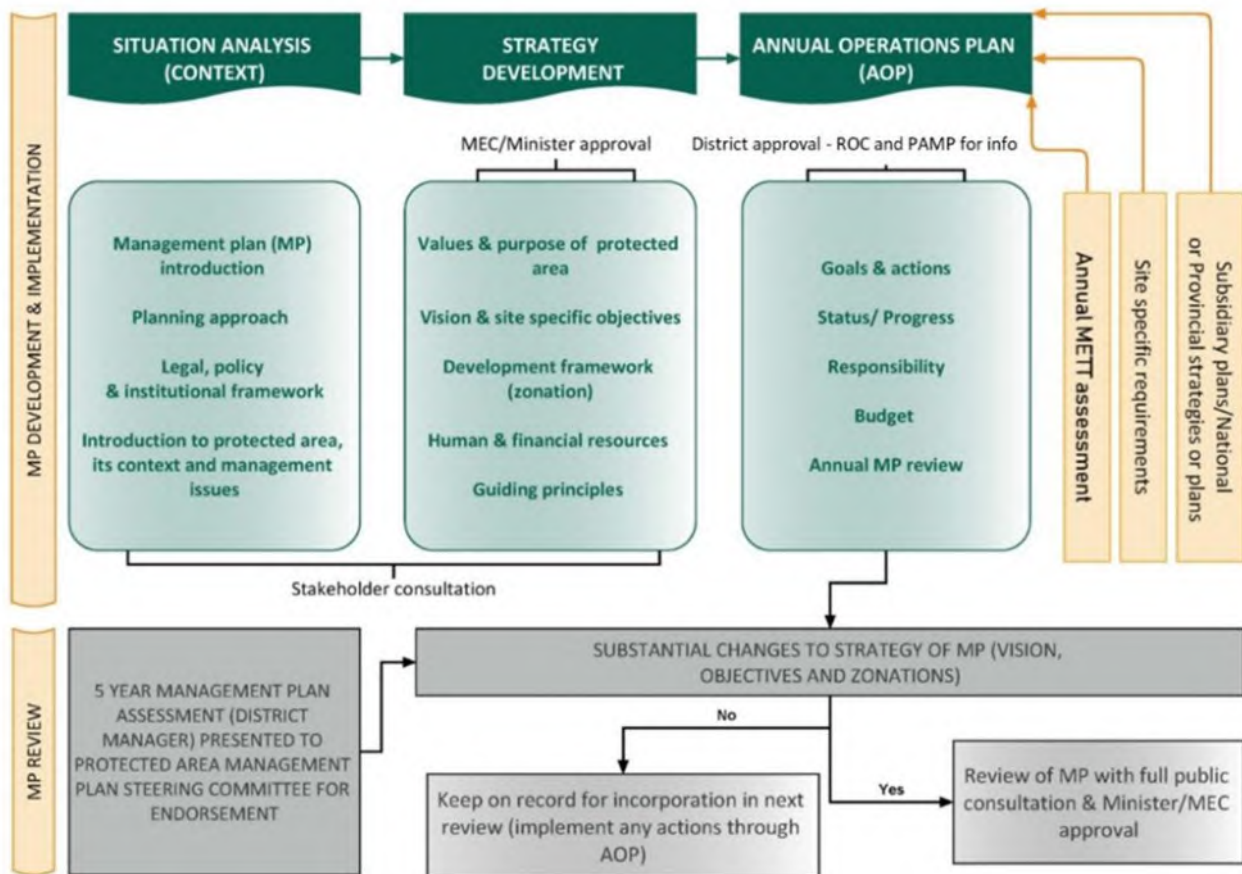 MP DEVELOPMENT & IMPLEMENTATION
SITUATION ANALYSIS
(CONTEXT)
STRATEGY
DEVELOPMENT
ANNUAL OPERATIONS PLAN
(AOP)
MEC/Minister approval
District approval - ROC and PAMP for info
Management plan (MP)
introduction
Planning approach
Legal, policy
& institutional framework
Introduction to protected area,
its context and management
issues
Values & purpose of protected
area
Vision & site specific objectives
Development framework
(zonation)
Human & financial resources
Guiding principles
Goals & actions
Status/ Progress
Responsibility
Budget
Annual MP review
Annual METT assessment
Site specific requirements
Subsidiary plans/National
or Provincial strategies or plans
Stakeholder consultation
MP REVIEW
5 YEAR MANAGEMENT PLAN
ASSESSMENT (DISTRICT
MANAGER) PRESENTED TO
PROTECTED AREA MANAGEMENT
PLAN STEERING COMMITTEE FOR
ENDORSEMENT
SUBSTANTIAL CHANGES TO STRATEGY OF MP (VISION,
OBJECTIVES AND ZONATIONS)
No
Keep on record for incorporation in next
review (implement any actions through
AOP)
Yes
Review of MP with full public
consultation & Minister/MEC
approval